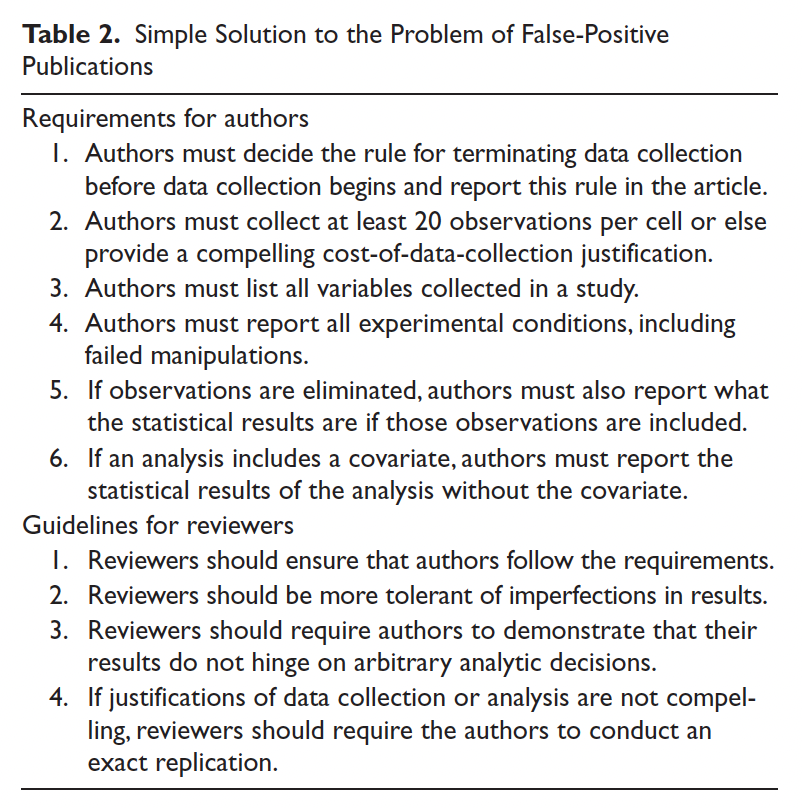 Table 2. Simple Solution to the Problem of False-Positive
Publications
Requirements for authors
1. Authors must decide the rule for terminating data collection
before data collection begins and report this rule in the article.
2. Authors must collect at least 20 observations per cell or else
provide a compelling cost-of-data-collection justification.
3. Authors must list all variables collected in a study.
4. Authors must report all experimental conditions, including
failed manipulations.
5. If observations are eliminated, authors must also report what
the statistical results are if those observations are included.
6. If an analysis includes a covariate, authors must report the
statistical results of the analysis without the covariate.
Guidelines for reviewers
1. Reviewers should ensure that authors follow the requirements.
2. Reviewers should be more tolerant of imperfections in results.
3. Reviewers should require authors to demonstrate that their
results do not hinge on arbitrary analytic decisions.
4. If justifications of data collection or analysis are not compel-
ling, reviewers should require the authors to conduct an
exact replication.